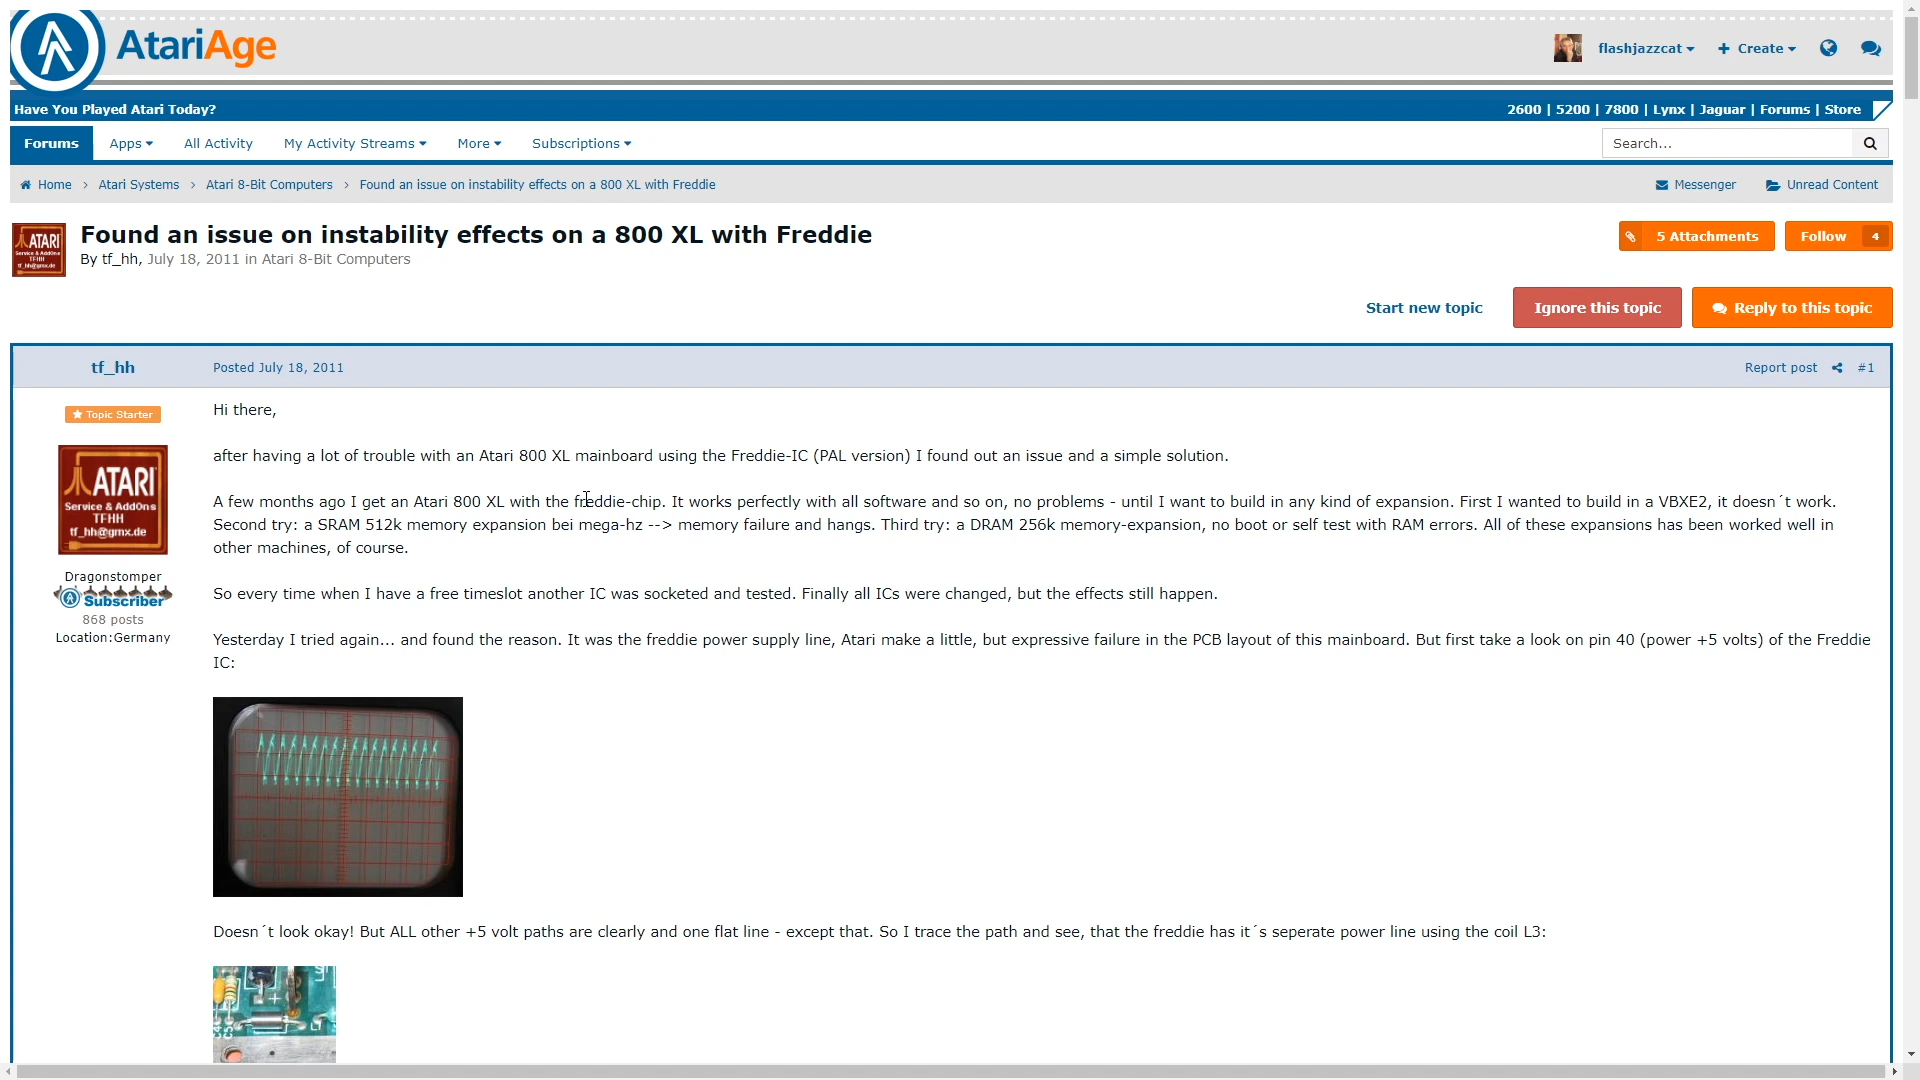 AtariAge
flashjazzcat
Create
Have You Played Atari Today?
2600 | 5200 | 7800 | Lynx | Jaguar | Forums | Store
Forums
Apps
All Activity
My Activity Streams
More
Subscriptions
Search...
Home
Atari Systems
Atari 8-Bit Computers
Found an issue on instability effects on a 800 XL with Freddie
Messenger
Unread Content
ATARI
Service & AddOns
TFHH
tf_hh@gmx.de
Found an issue on instability effects on a 800 XL with Freddie
By tf_hh, July 18, 2011 in Atari 8-Bit Computers
5 Attachments
Follow 4
Start new topic
Ignore this topic
Reply to this topic
tf_hh
Posted July 18, 2011
Report post
#1
Topic Starter
ATARI
Service & AddOns
TFHH
tf_hh@gmx.de
Dragonstomper
Subscriber
868 posts
Location:Germany
Hi there,
after having a lot of trouble with an Atari 800 XL mainboard using the Freddie-IC (PAL version) I found out an issue and a simple solution.
A few months ago I get an Atari 800 XL with the freddie-chip. It works perfectly with all software and so on, no problems - until I want to build in any kind of expansion. First I wanted to build in a VBXE2, it doesn´t work.
Second try: a SRAM 512k memory expansion bei mega-hz --> memory failure and hangs. Third try: a DRAM 256k memory-expansion, no boot or self test with RAM errors. All of these expansions has been worked well in
other machines, of course.
So every time when I have a free timeslot another IC was socketed and tested. Finally all ICs were changed, but the effects still happen.
Yesterday I tried again... and found the reason. It was the freddie power supply line, Atari make a little, but expressive failure in the PCB layout of this mainboard. But first take a look on pin 40 (power +5 volts) of the Freddie
IC:
Doesn´t look okay! But ALL other +5 volt paths are clearly and one flat line - except that. So I trace the path and see, that the freddie has it´s seperate power line using the coil L3: